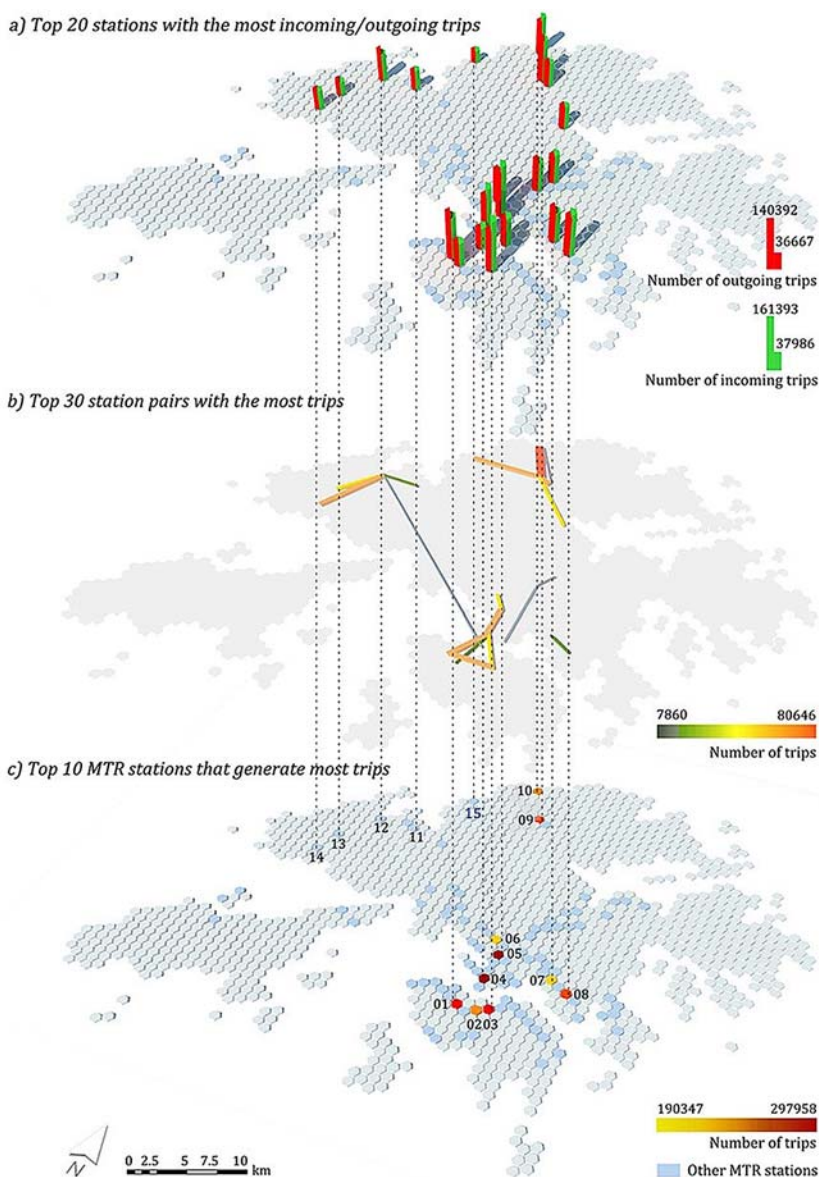 a) Top 20 stations with the most incoming/outgoing trips
140392
36667
Number of outgoing trips
161393
37986
Number of incoming trips
b) Top 30 station pairs with the most trips
7860 80646
Number of trips
c) Top 10 MTR stations that generate most trips
10
15
09
12
11
13
14
06
05
04
07
08
01
0203
190347 297958
Number of trips
Other MTR stations
N
0 2.5 5 7.5 10
km